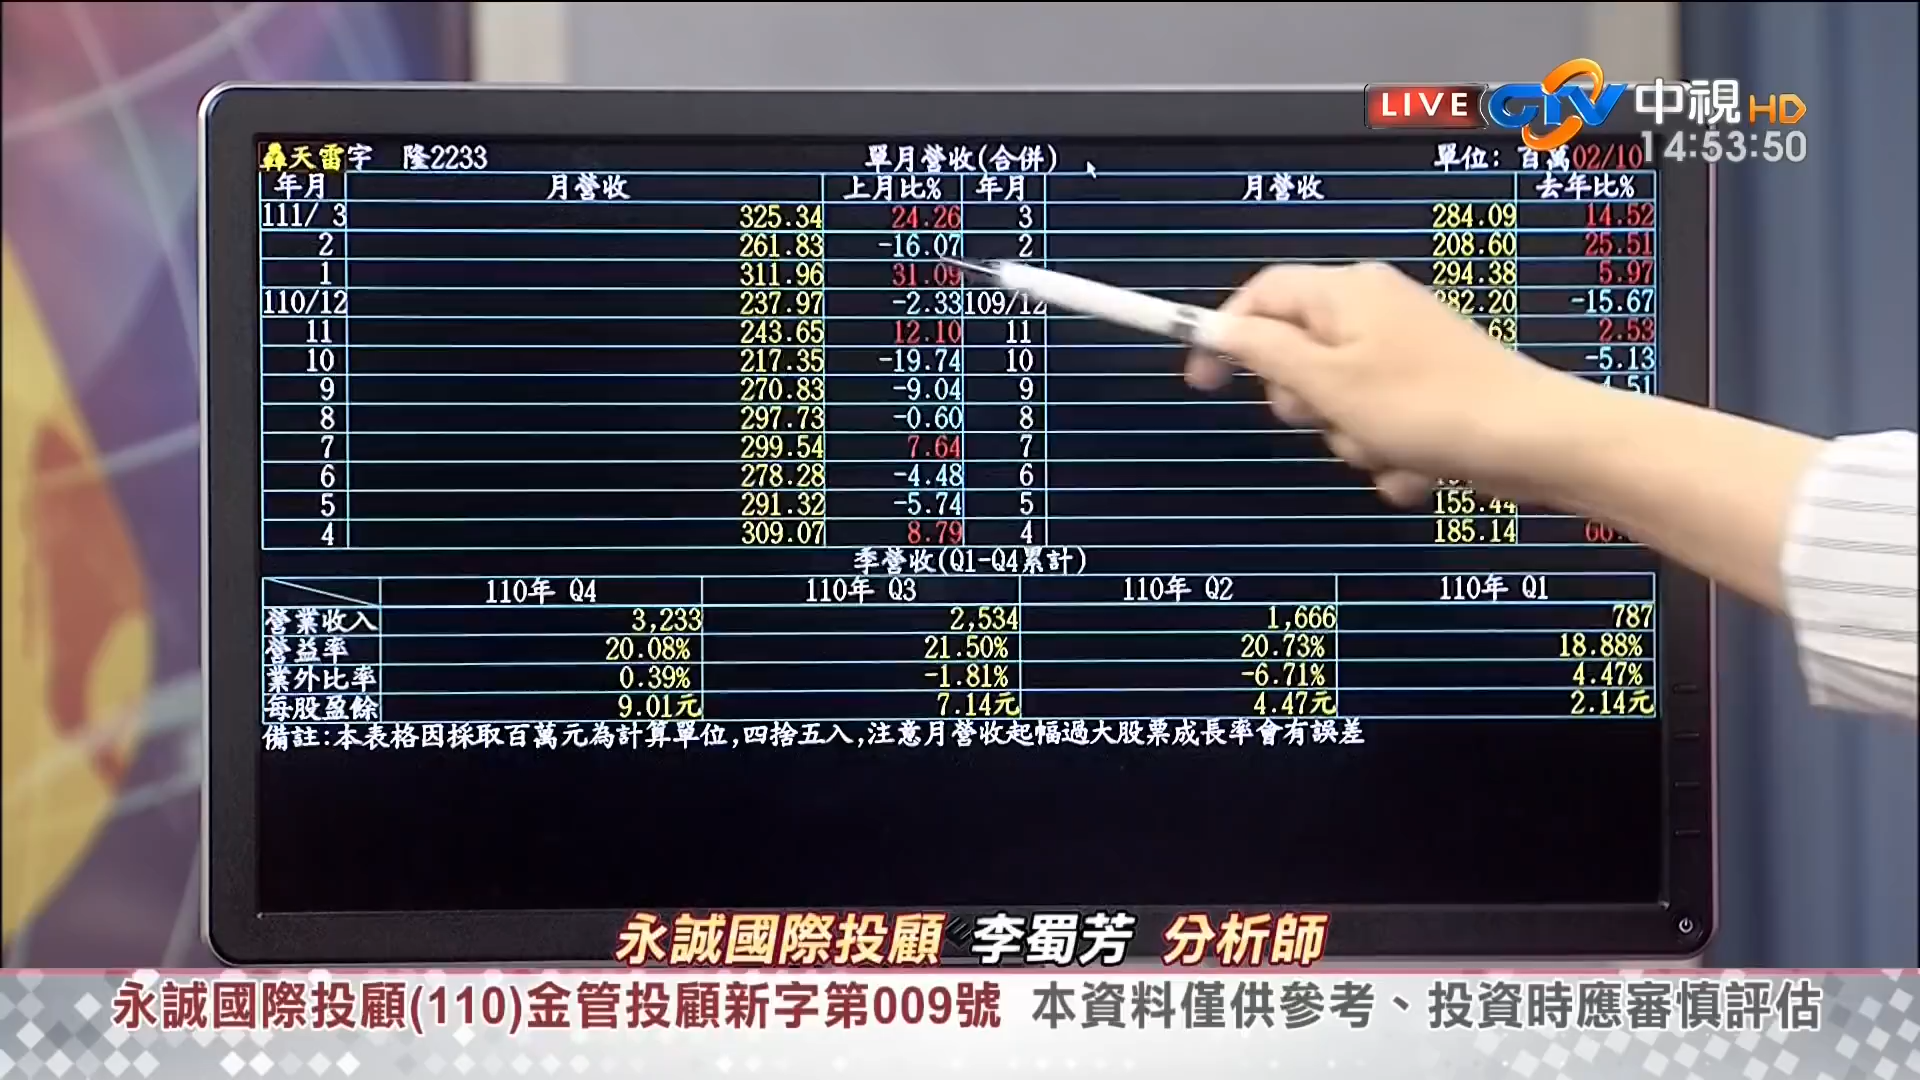 LIVE CTV 中視HD
14:53:50
轟天雷宇 隆2233 單月營收(合併) 單位: 百萬02/10
年月 月營收 上月比% 年月 月營收 去年比%
111/ 3 325.34 24.26 3 284.09 14.52
2 261.83 -16.07 2 208.60 25.51
1 311.96 31.09 294.38 5.97
110/12 237.97 -2.33 109/12 -15.67
11 243.65 12.10 11 2.53
10 217.35 -19.74 10 -5.13
9 270.83 -9.04 9
8 297.73 -0.60 8
7 299.54 7.64 7
6 278.28 -4.48 6
5 291.32 -5.74 5 155.44
4 309.07 8.79 4 185.14
季營收(Q1-Q4累計)
110年 Q4 110年 Q3 110年 Q2 110年 Q1
營業收入 3,233 2,534 1,666 787
營益率 20.08% 21.50% 20.73% 18.88%
業外比率 0.39% -1.81% -6.71% 4.47%
每股盈餘 9.01元 7.14元 4.47元 2.14元
備註:本表格因採取百萬元為計算單位,四捨五入,注意月營收起幅過大股票成長率會有誤差
永誠國際投顧 李蜀芳 分析師
永誠國際投顧(110)金管投顧新字第009號 本資料僅供參考、投資時應審慎評估